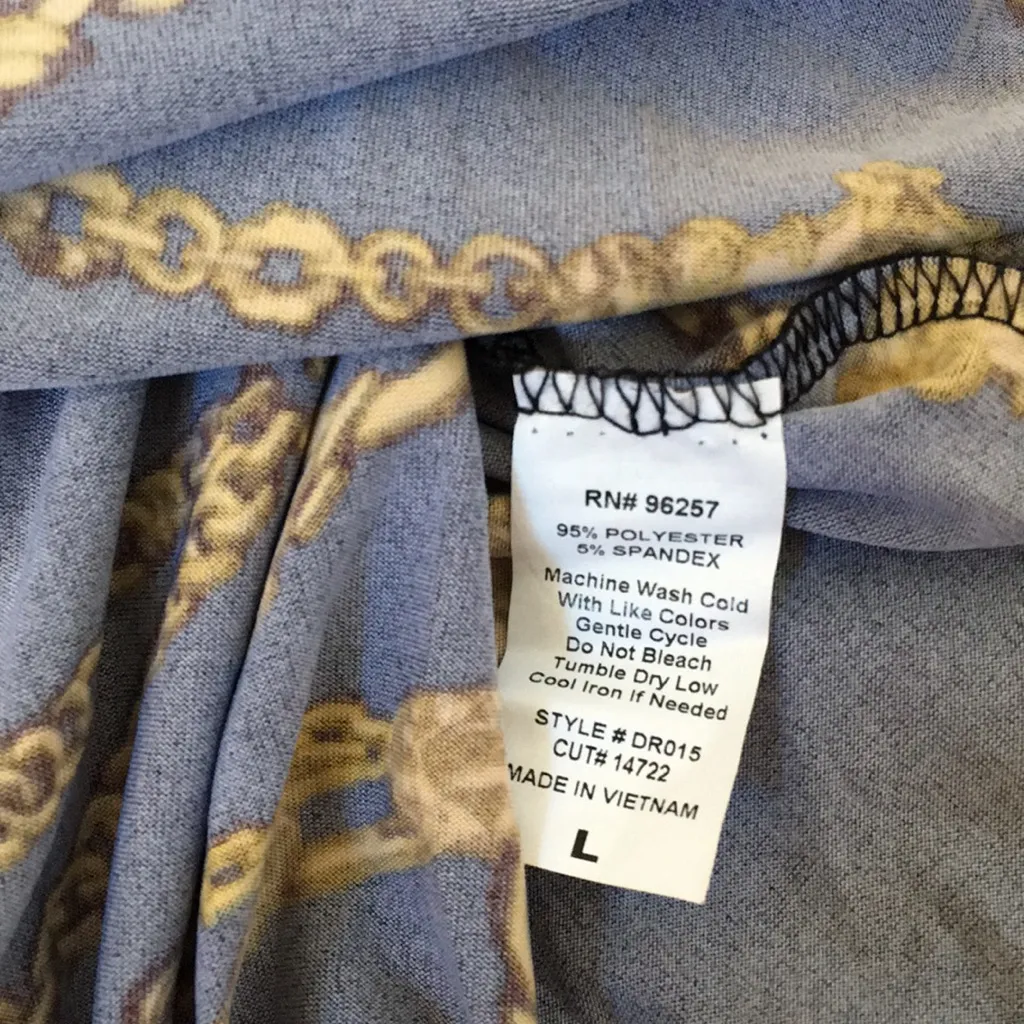 RN# 96257
95% POLYESTER
5% SPANDEX
Machine Wash Cold
With Like Colors
Gentle Cycle
Do Not Bleach
Tumble Dry Low
Cool Iron If Needed
STYLE # DR015
CUT# 14722
MADE IN VIETNAM
L